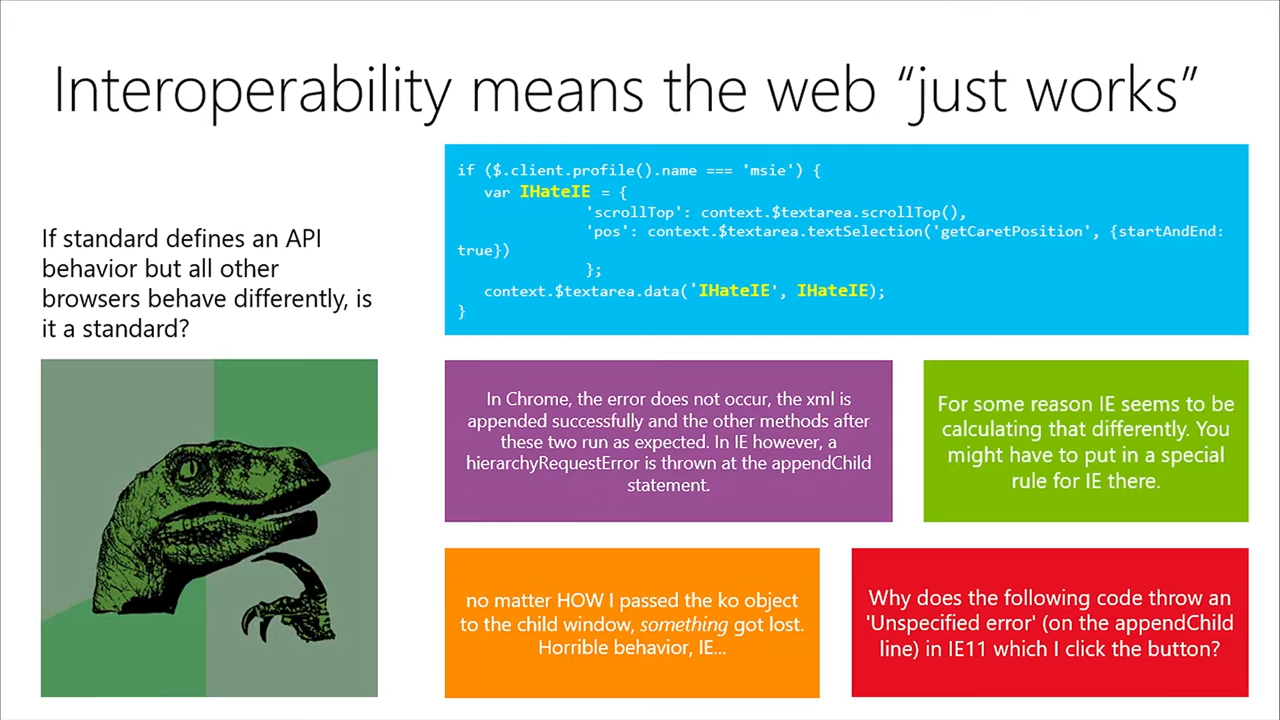 Interoperability means the web “just works”
If standard defines an API
behavior but all other
browsers behave differently, is
it a standard?
if ($.client.profile().name === 'msie') {
var IHateIE = {
'scrollTop': context.$textarea.scrollTop(),
'pos': context.$textarea.textSelection('getCaretPosition', {startAndEnd:
true})
};
context.$textarea.data('IHateIE', IHateIE);
}
In Chrome, the error does not occur, the xml is
appended successfully and the other methods after
these two run as expected. In IE however, a
hierarchyRequestError is thrown at the appendChild
statement.
For some reason IE seems to be
calculating that differently. You
might have to put in a special
rule for IE there.
no matter HOW I passed the ko object
to the child window, something got lost.
Horrible behavior, IE...
Why does the following code throw an
'Unspecified error' (on the appendChild
line) in IE11 which I click the button?